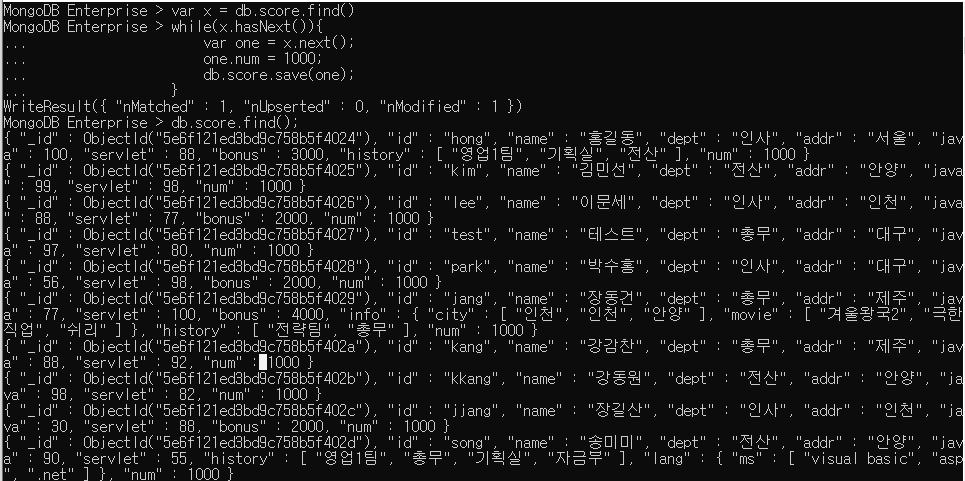 MongoDB Enterprise > var x = db.score.find()
MongoDB Enterprise > while(x.hasNext()){
...                     var one = x.next();
...                     one.num = 1000;
...                     db.score.save(one);
...                 }
WriteResult({ "nMatched" : 1, "nUpserted" : 0, "nModified" : 1 })
MongoDB Enterprise > db.score.find();
{ "_id" : ObjectId("5e6f121ed3bd9c758b5f4024"), "id" : "hong", "name" : "홍길동", "dept" : "인사", "addr" : "서울", "jav
a" : 100, "servlet" : 88, "bonus" : 3000, "history" : [ "영업1팀", "기획실", "전산" ], "num" : 1000 }
{ "_id" : ObjectId("5e6f121ed3bd9c758b5f4025"), "id" : "kim", "name" : "김민선", "dept" : "전산", "addr" : "안양", "java
" : 99, "servlet" : 98, "num" : 1000 }
{ "_id" : ObjectId("5e6f121ed3bd9c758b5f4026"), "id" : "lee", "name" : "이문세", "dept" : "인사", "addr" : "인천", "java
" : 88, "servlet" : 77, "bonus" : 2000, "num" : 1000 }
{ "_id" : ObjectId("5e6f121ed3bd9c758b5f4027"), "id" : "test", "name" : "테스트", "dept" : "총무", "addr" : "대구", "jav
a" : 97, "servlet" : 80, "num" : 1000 }
{ "_id" : ObjectId("5e6f121ed3bd9c758b5f4028"), "id" : "park", "name" : "박수홍", "dept" : "인사", "addr" : "대구", "jav
a" : 56, "servlet" : 98, "bonus" : 2000, "num" : 1000 }
{ "_id" : ObjectId("5e6f121ed3bd9c758b5f4029"), "id" : "jang", "name" : "장동건", "dept" : "총무", "addr" : "제주", "jav
a" : 77, "servlet" : 100, "bonus" : 4000, "info" : { "city" : [ "인천", "인천", "안양" ], "movie" : [ "겨울왕국2", "극한
직업", "쉬리" ] }, "history" : [ "전략팀", "총무" ], "num" : 1000 }
{ "_id" : ObjectId("5e6f121ed3bd9c758b5f402a"), "id" : "kang", "name" : "강감찬", "dept" : "총무", "addr" : "제주", "jav
a" : 88, "servlet" : 92, "num" : 1000 }
{ "_id" : ObjectId("5e6f121ed3bd9c758b5f402b"), "id" : "kkang", "name" : "강동원", "dept" : "전산", "addr" : "안양", "ja
va" : 98, "servlet" : 82, "num" : 1000 }
{ "_id" : ObjectId("5e6f121ed3bd9c758b5f402c"), "id" : "jjang", "name" : "장길산", "dept" : "인사", "addr" : "인천", "ja
va" : 30, "servlet" : 88, "bonus" : 2000, "num" : 1000 }
{ "_id" : ObjectId("5e6f121ed3bd9c758b5f402d"), "id" : "song", "name" : "송미미", "dept" : "전산", "addr" : "안양", "jav
a" : 90, "servlet" : 55, "history" : [ "영업1팀", "총무", "기획실", "자금부" ], "lang" : { "ms" : [ "visual basic", "asp
", ".net" ] }, "num" : 1000 }